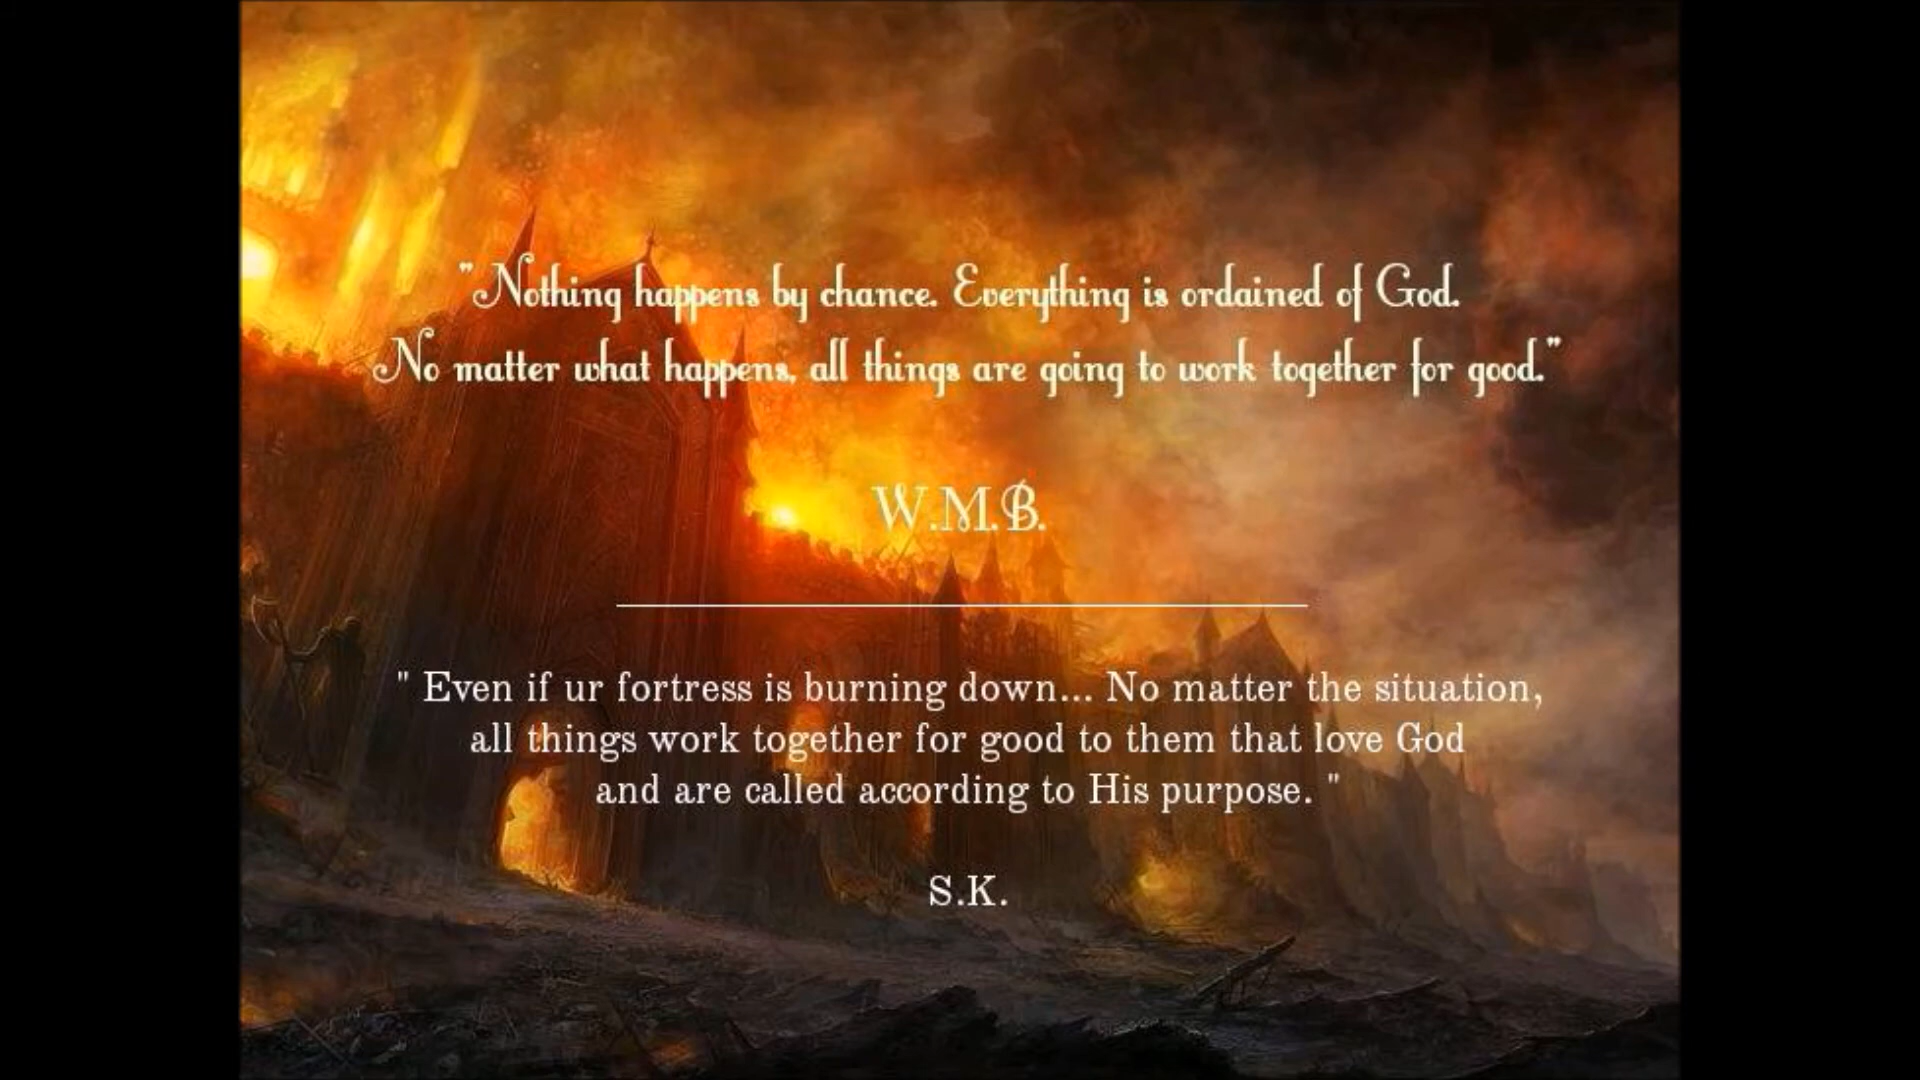 "Nothing happens by chance. Everything is ordained of God.
No matter what happens, all things are going to work together for good."
W.M.B.
" Even if ur fortress is burning down... No matter the situation,
all things work together for good to them that love God
and are called according to His purpose. "
S.K.